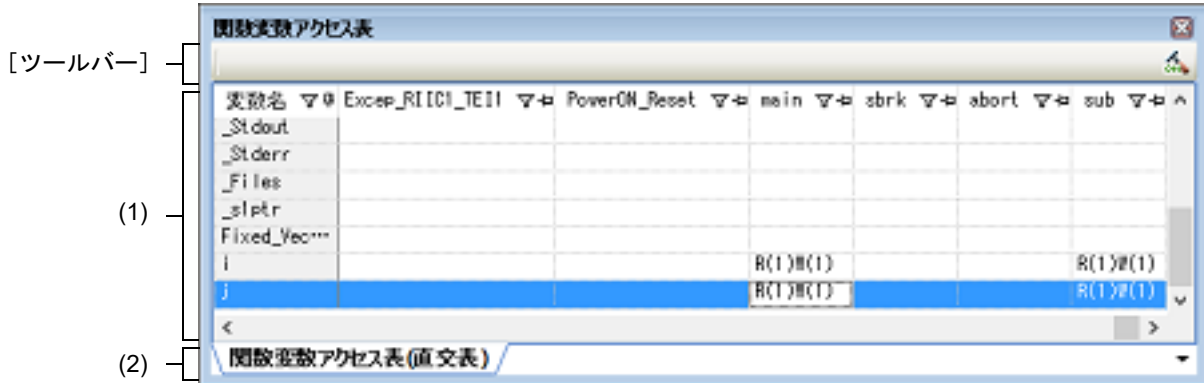 関数変数アクセス表
[ツールバー]
変数名 Excep_RIIC1_TEI1 PowerON_Reset main sbrk abort sub
_Stdout
_Stderr
_Files
(1) _slptr
Fixed_Vec…
i R(1)W(1) R(1)W(1)
j R(1)W(1) R(1)W(1)
(2) 関数変数アクセス表(直交表)